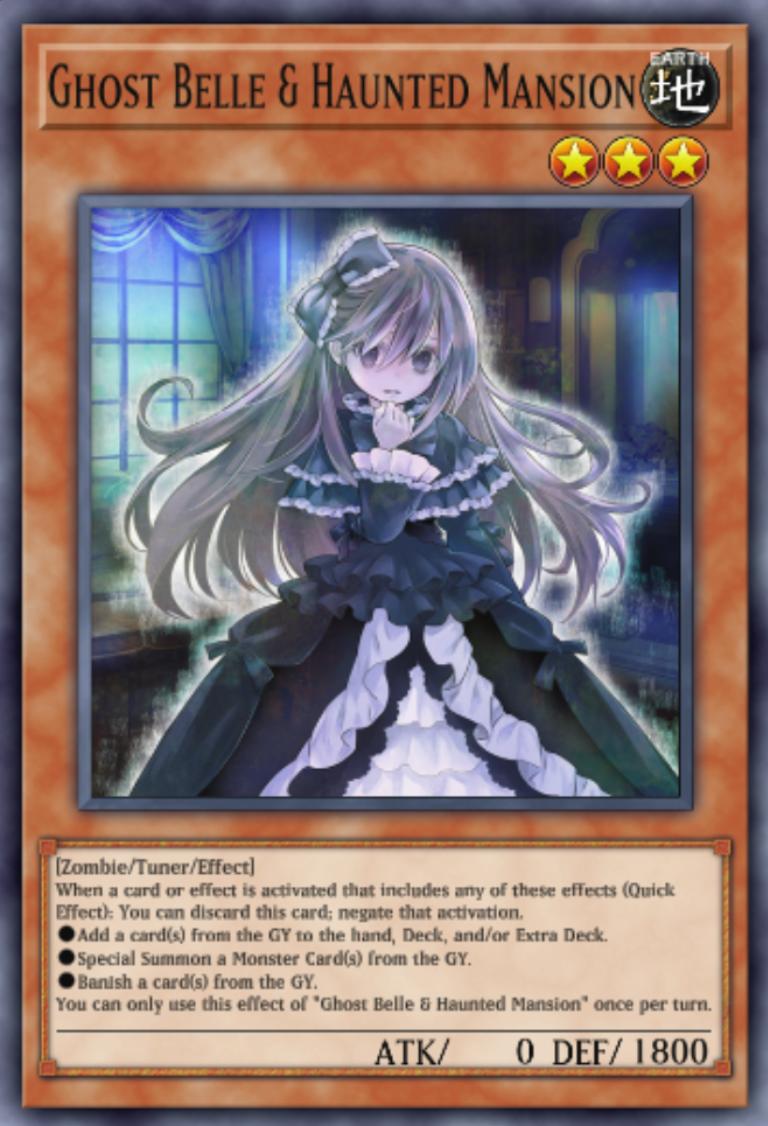 Ghost Belle & Haunted Mansion
EARTH
地
[Zombie/Tuner/Effect]
When a card or effect is activated that includes any of these effects (Quick
Effect): You can discard this card; negate that activation.
●Add a card(s) from the GY to the hand, Deck, and/or Extra Deck.
●Special Summon a Monster Card(s) from the GY.
●Banish a card(s) from the GY.
You can only use this effect of "Ghost Belle & Haunted Mansion" once per turn.
ATK/ 0 DEF/ 1800